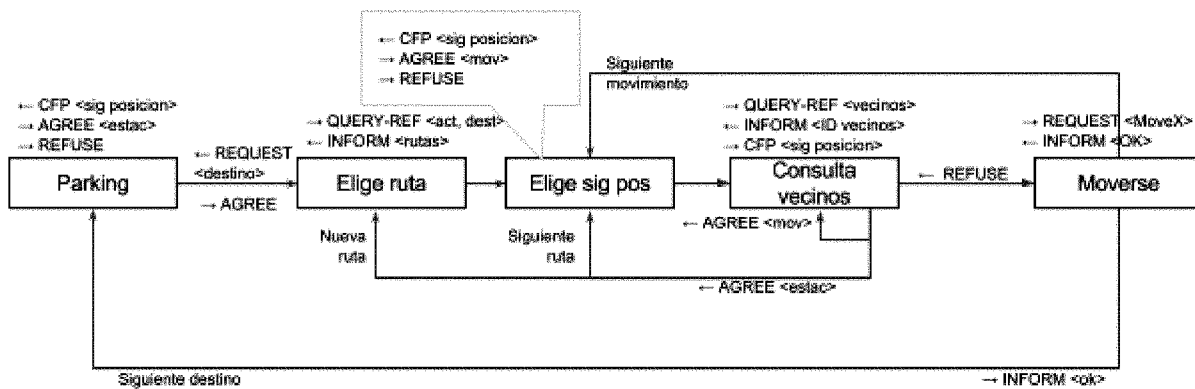 ← CFP <sig posicion>
→ AGREE <mov>
→ REFUSE
Siguiente
movimiento
← CFP <sig posicion>
→ AGREE <estac>
→ REFUSE
→ QUERY-REF <act, dest>
← INFORM <rutas>
→ QUERY-REF <vecinos>
← INFORM <ID vecinos>
→ CFP <sig posicion>
→ REQUEST <MoveX>
← INFORM <OK>
Parking
← REQUEST
<destino>
→ AGREE
Elige ruta
Elige sig pos
Consulta
vecinos
← REFUSE
Moverse
← AGREE <mov>
Nueva
ruta
Siguiente
ruta
← AGREE <estac>
Siguiente destino
→ INFORM <ok>